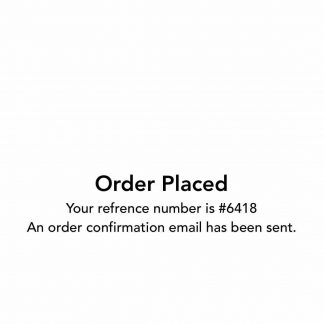 Order Placed
Your refrence number is #6418
An order confirmation email has been sent.